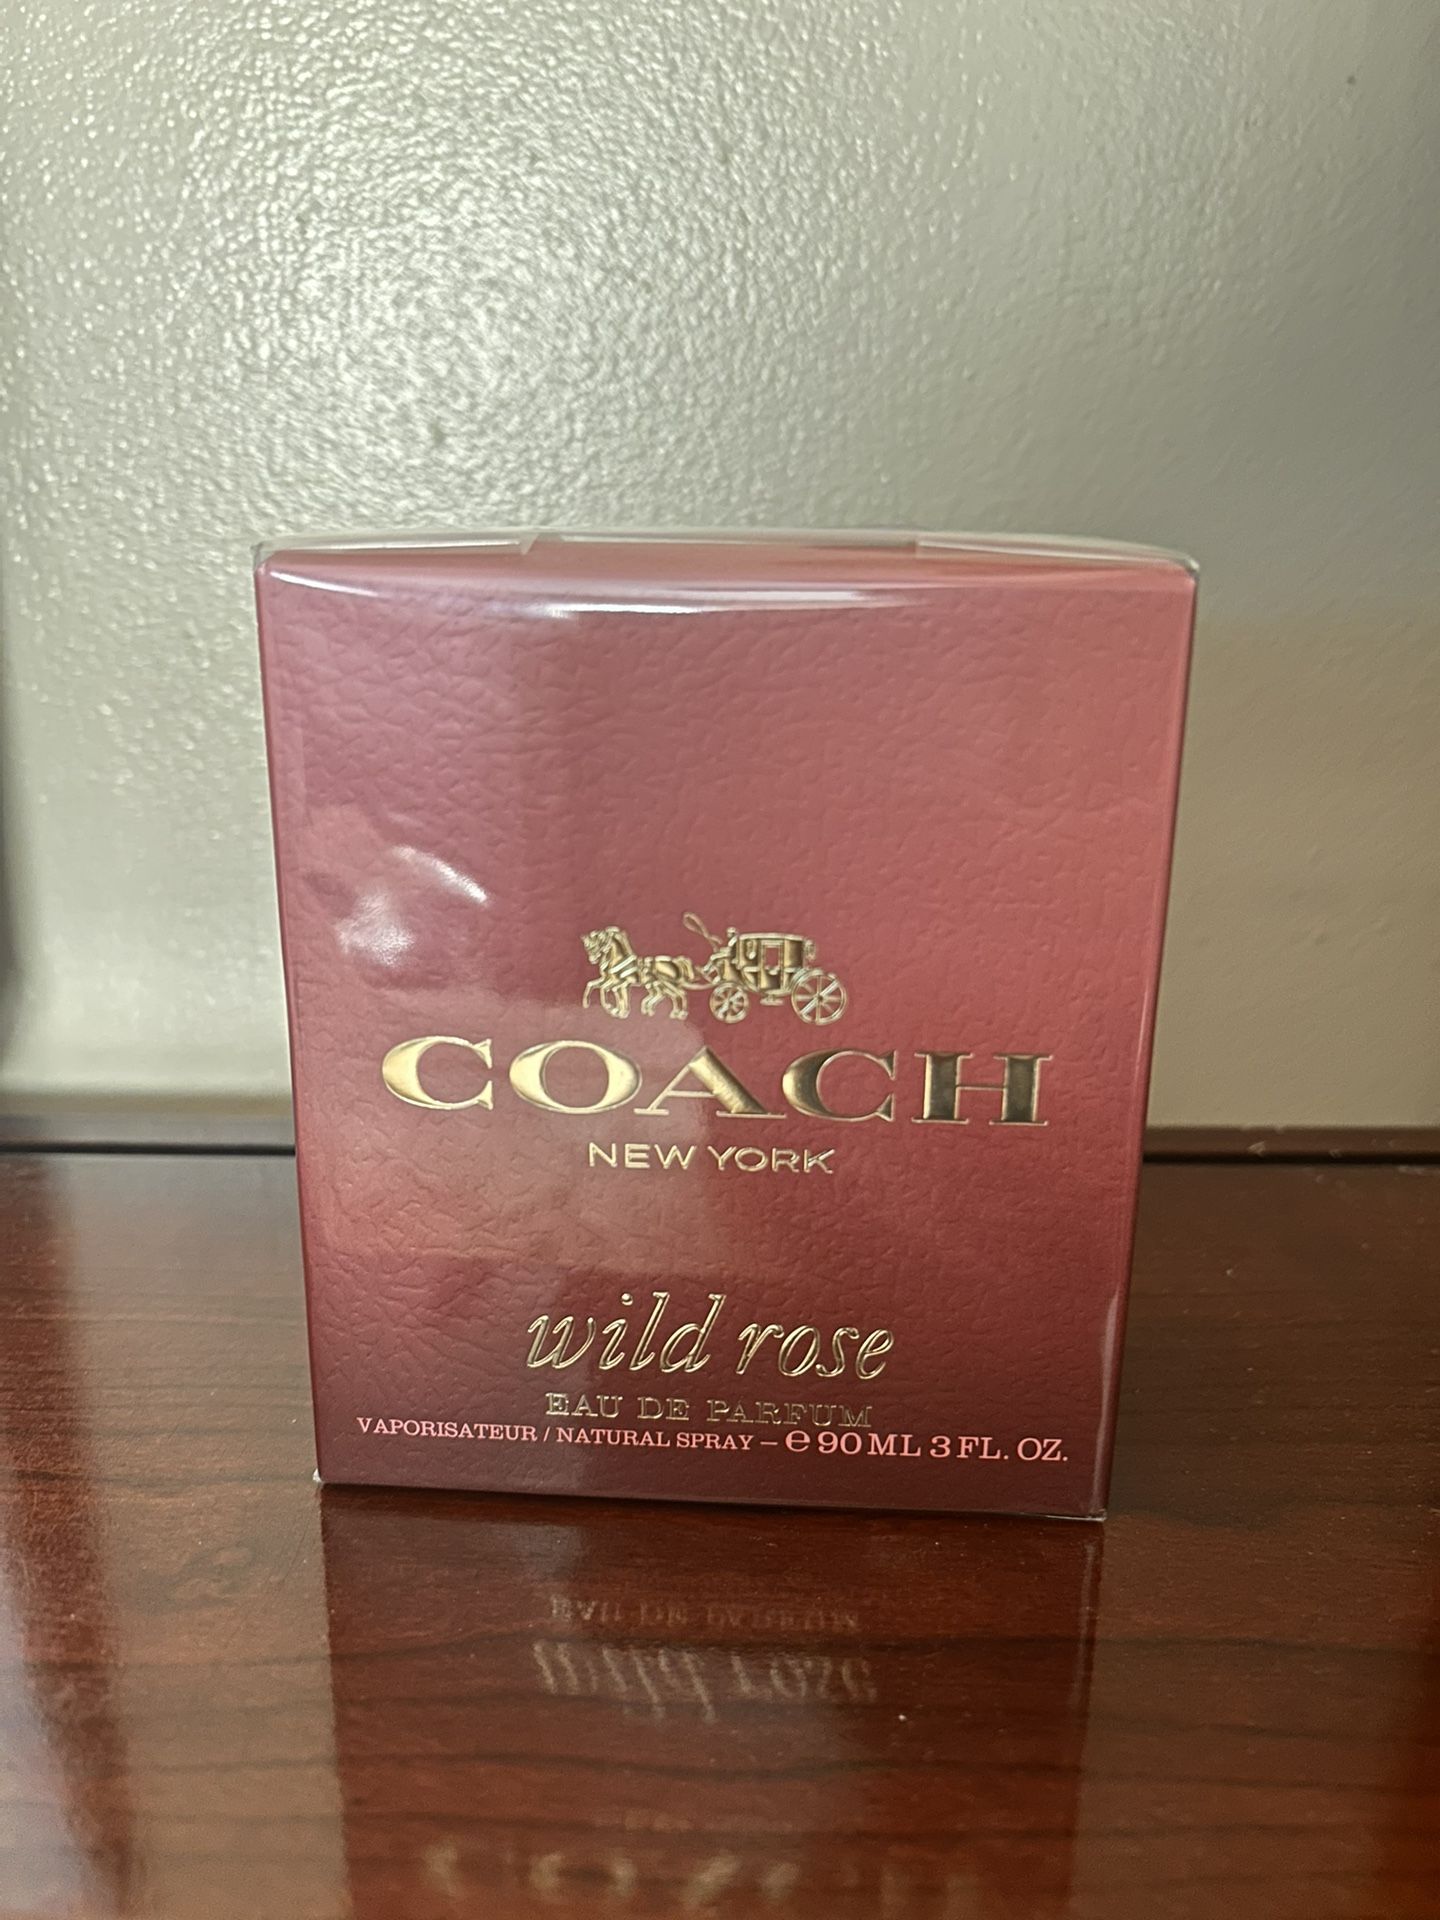 COACH
NEW YORK
wild rose
EAU DE PARFUM
VAPORISATEUR / NATURAL SPRAY – ℮ 90 ML 3 FL. OZ.